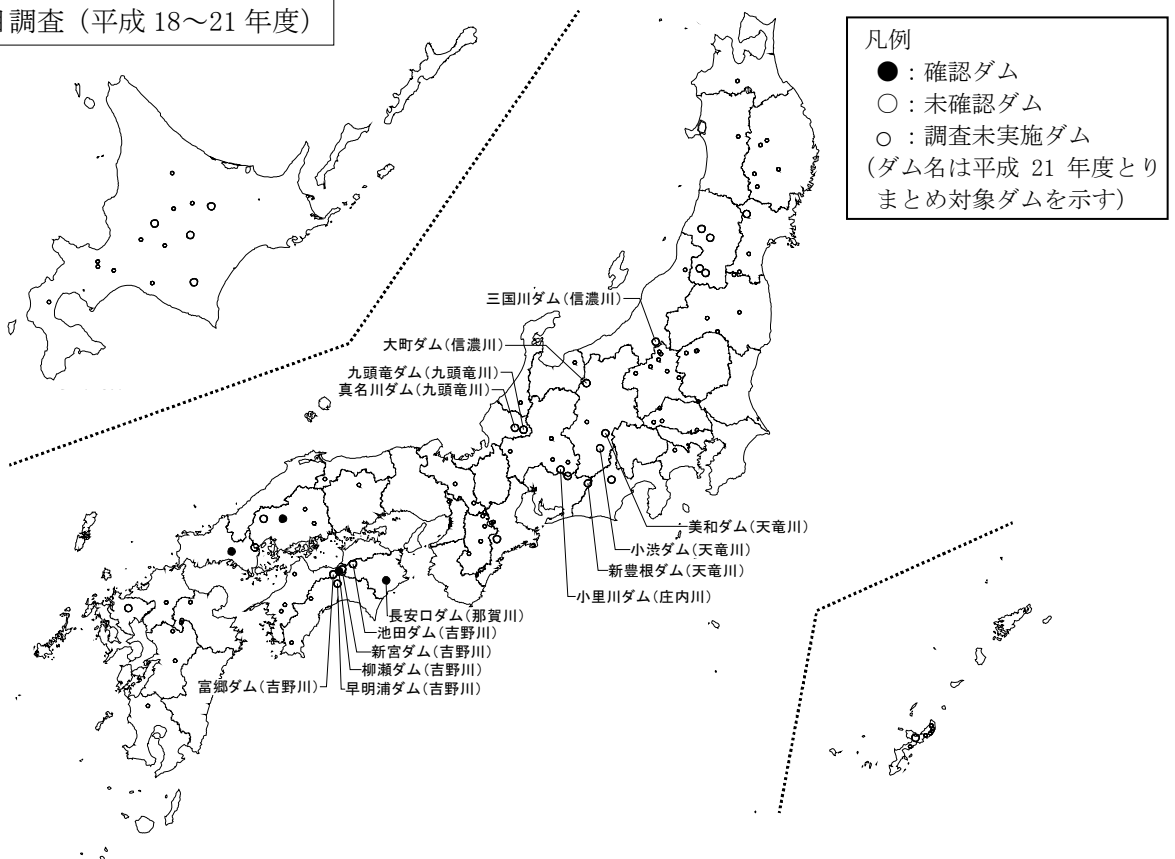 調査（平成 18～21 年度）
凡例
●：確認ダム
○：未確認ダム
○：調査未実施ダム
(ダム名は平成 21 年度とり
まとめ対象ダムを示す)
三国川ダム(信濃川)
大町ダム(信濃川)
九頭竜ダム(九頭竜川)
真名川ダム(九頭竜川)
美和ダム(天竜川)
小渋ダム(天竜川)
新豊根ダム(天竜川)
小里川ダム(庄内川)
長安口ダム(那賀川)
池田ダム(吉野川)
新宮ダム(吉野川)
柳瀬ダム(吉野川)
富郷ダム(吉野川)
早明浦ダム(吉野川)